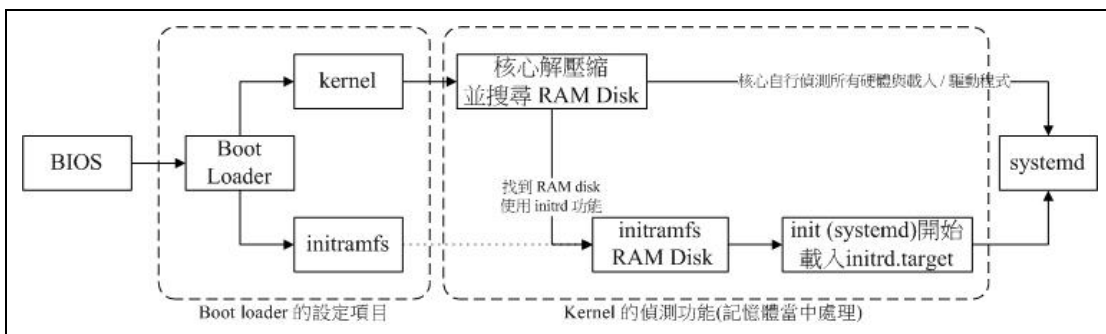 BIOS
Boot
Loader
kernel
initramfs
Boot loader 的設定項目
核心解壓縮
並搜尋 RAM Disk
核心自行偵測所有硬體與載入 / 驅動程式
找到 RAM disk
使用 initrd 功能
initramfs
RAM Disk
init (systemd)開始
載入initrd.target
Kernel 的偵測功能(記憶體當中處理)
systemd